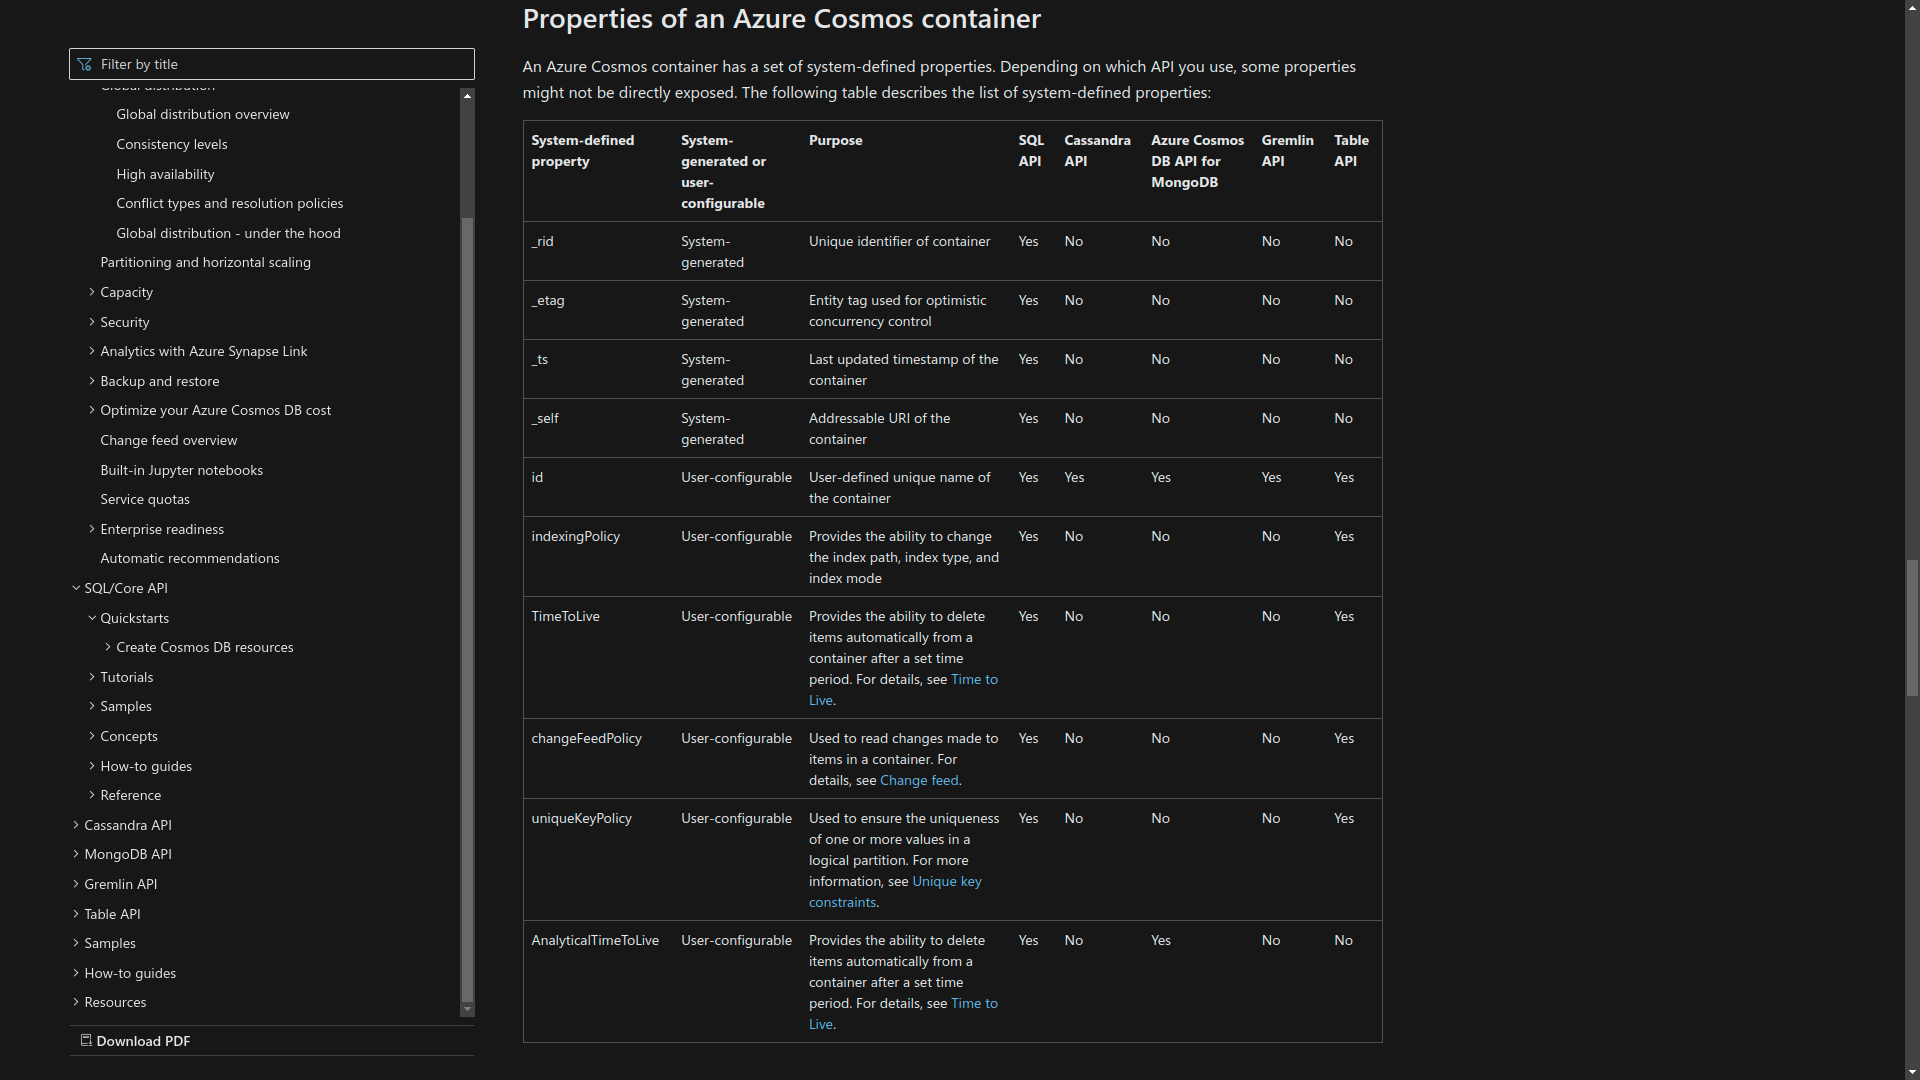 Filter by title
Global distribution
Global distribution overview
Consistency levels
High availability
Conflict types and resolution policies
Global distribution - under the hood
Partitioning and horizontal scaling
Capacity
Security
Analytics with Azure Synapse Link
Backup and restore
Optimize your Azure Cosmos DB cost
Change feed overview
Built-in Jupyter notebooks
Service quotas
Enterprise readiness
Automatic recommendations
SQL/Core API
Quickstarts
Create Cosmos DB resources
Tutorials
Samples
Concepts
How-to guides
Reference
Cassandra API
MongoDB API
Gremlin API
Table API
Samples
How-to guides
Resources
Download PDF
Properties of an Azure Cosmos container
An Azure Cosmos container has a set of system-defined properties. Depending on which API you use, some properties
might not be directly exposed. The following table describes the list of system-defined properties:
System-defined System- Purpose SQL Cassandra Azure Cosmos Gremlin Table
property generated or API API DB API for API API
user- MongoDB
configurable
_rid System- Unique identifier of container Yes No No No No
generated
_etag System- Entity tag used for optimistic Yes No No No No
generated concurrency control
_ts System- Last updated timestamp of the Yes No No No No
generated container
_self System- Addressable URI of the Yes No No No No
generated container
id User-configurable User-defined unique name of Yes Yes Yes Yes Yes
the container
indexingPolicy User-configurable Provides the ability to change Yes No No No Yes
the index path, index type, and
index mode
TimeToLive User-configurable Provides the ability to delete Yes No No No Yes
items automatically from a
container after a set time
period. For details, see Time to
Live.
changeFeedPolicy User-configurable Used to read changes made to Yes No No No Yes
items in a container. For
details, see Change feed.
uniqueKeyPolicy User-configurable Used to ensure the uniqueness Yes No No No Yes
of one or more values in a
logical partition. For more
information, see Unique key
constraints.
AnalyticalTimeToLive User-configurable Provides the ability to delete Yes No Yes No No
items automatically from a
container after a set time
period. For details, see Time to
Live.